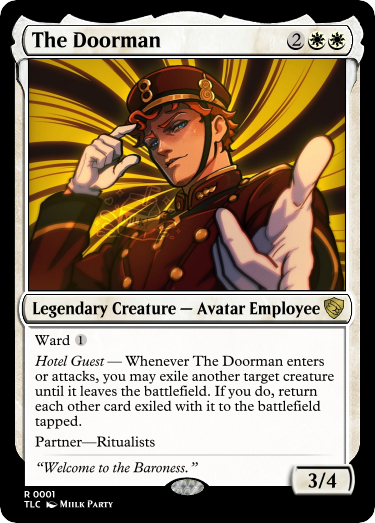 The Doorman 2
8
Legendary Creature — Avatar Employee
Ward 1
Hotel Guest — Whenever The Doorman enters
or attacks, you may exile another target creature
until it leaves the battlefield. If you do, return
each other card exiled with it to the battlefield
tapped.
Partner—Ritualists
“Welcome to the Baroness.”
3/4
R 0001
TLC Miilk Party